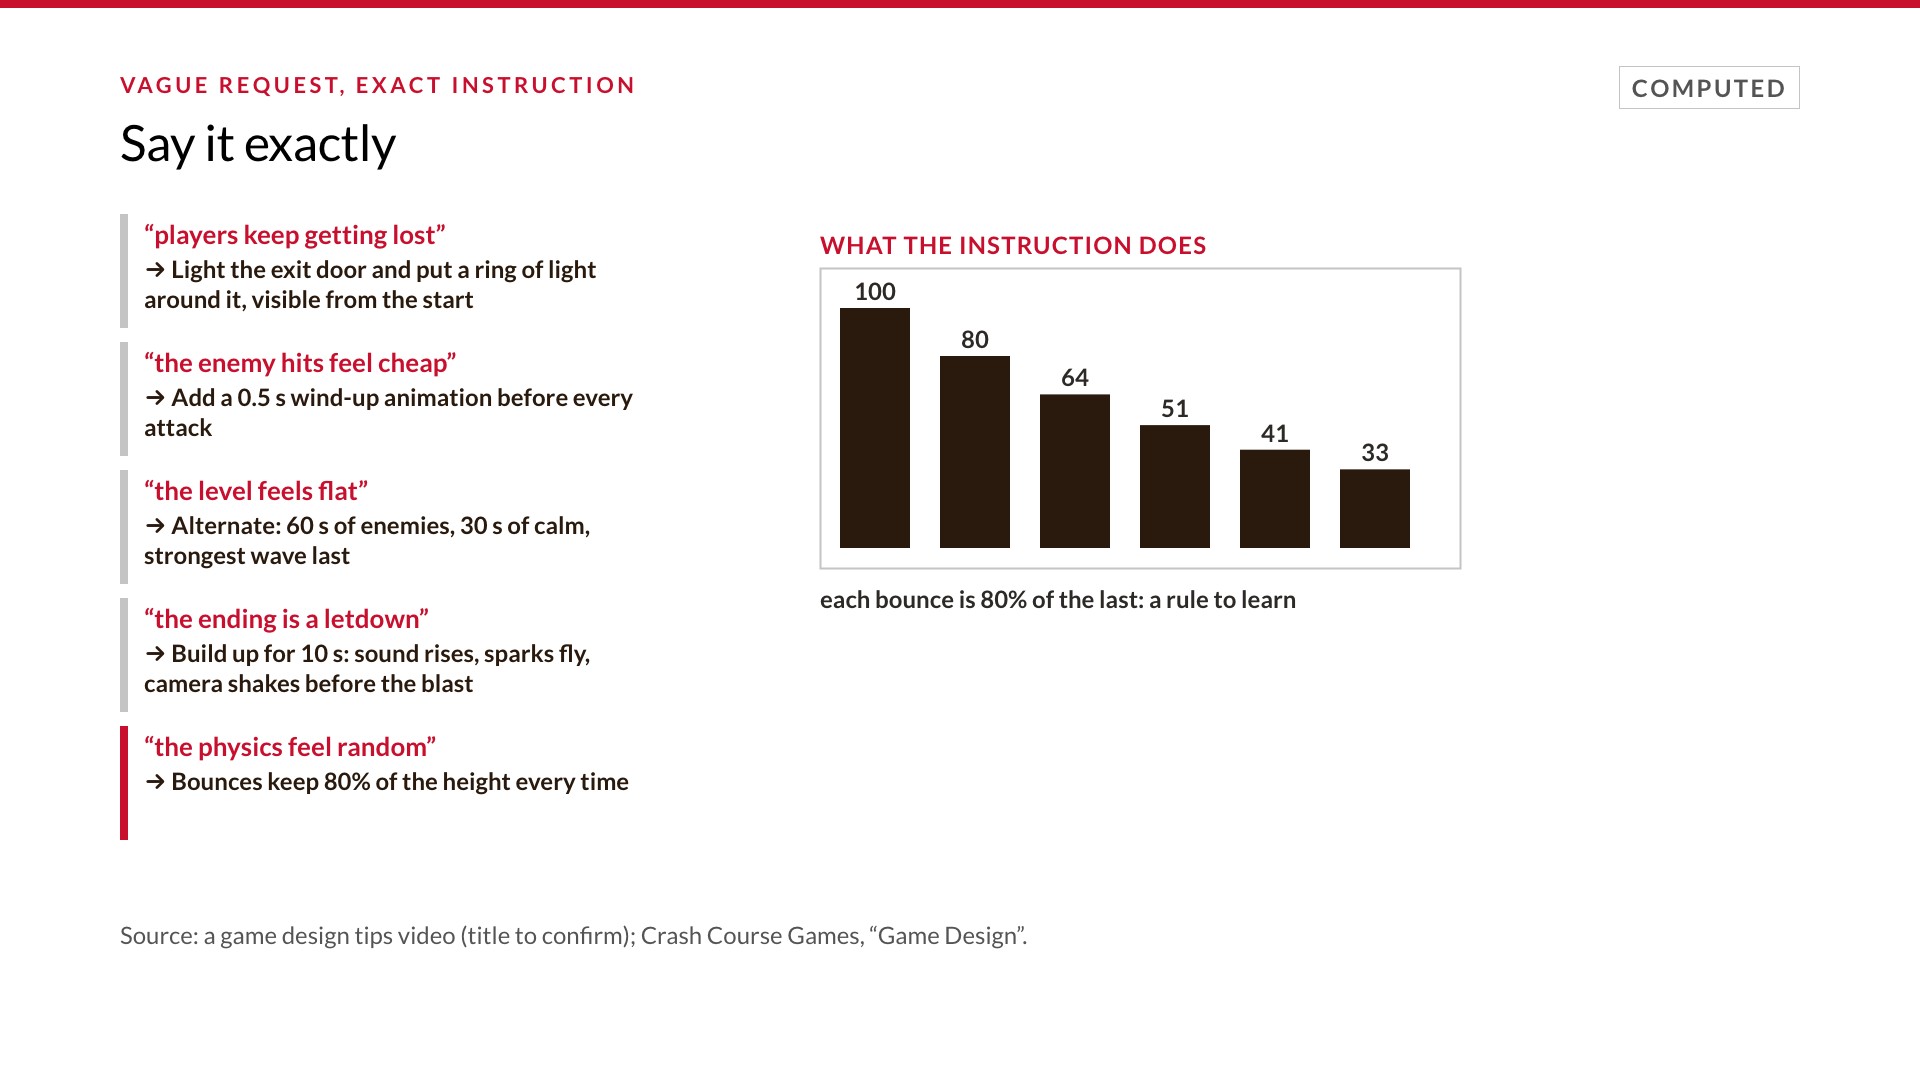 VAGUE REQUEST, EXACT INSTRUCTION
COMPUTED
Say it exactly
“players keep getting lost”
→ Light the exit door and put a ring of light
around it, visible from the start
“the enemy hits feel cheap”
→ Add a 0.5 s wind-up animation before every
attack
“the level feels flat”
→ Alternate: 60 s of enemies, 30 s of calm,
strongest wave last
“the ending is a letdown”
→ Build up for 10 s: sound rises, sparks fly,
camera shakes before the blast
“the physics feel random”
→ Bounces keep 80% of the height every time
WHAT THE INSTRUCTION DOES
100
80
64
51
41
33
each bounce is 80% of the last: a rule to learn
Source: a game design tips video (title to confirm); Crash Course Games, “Game Design”.